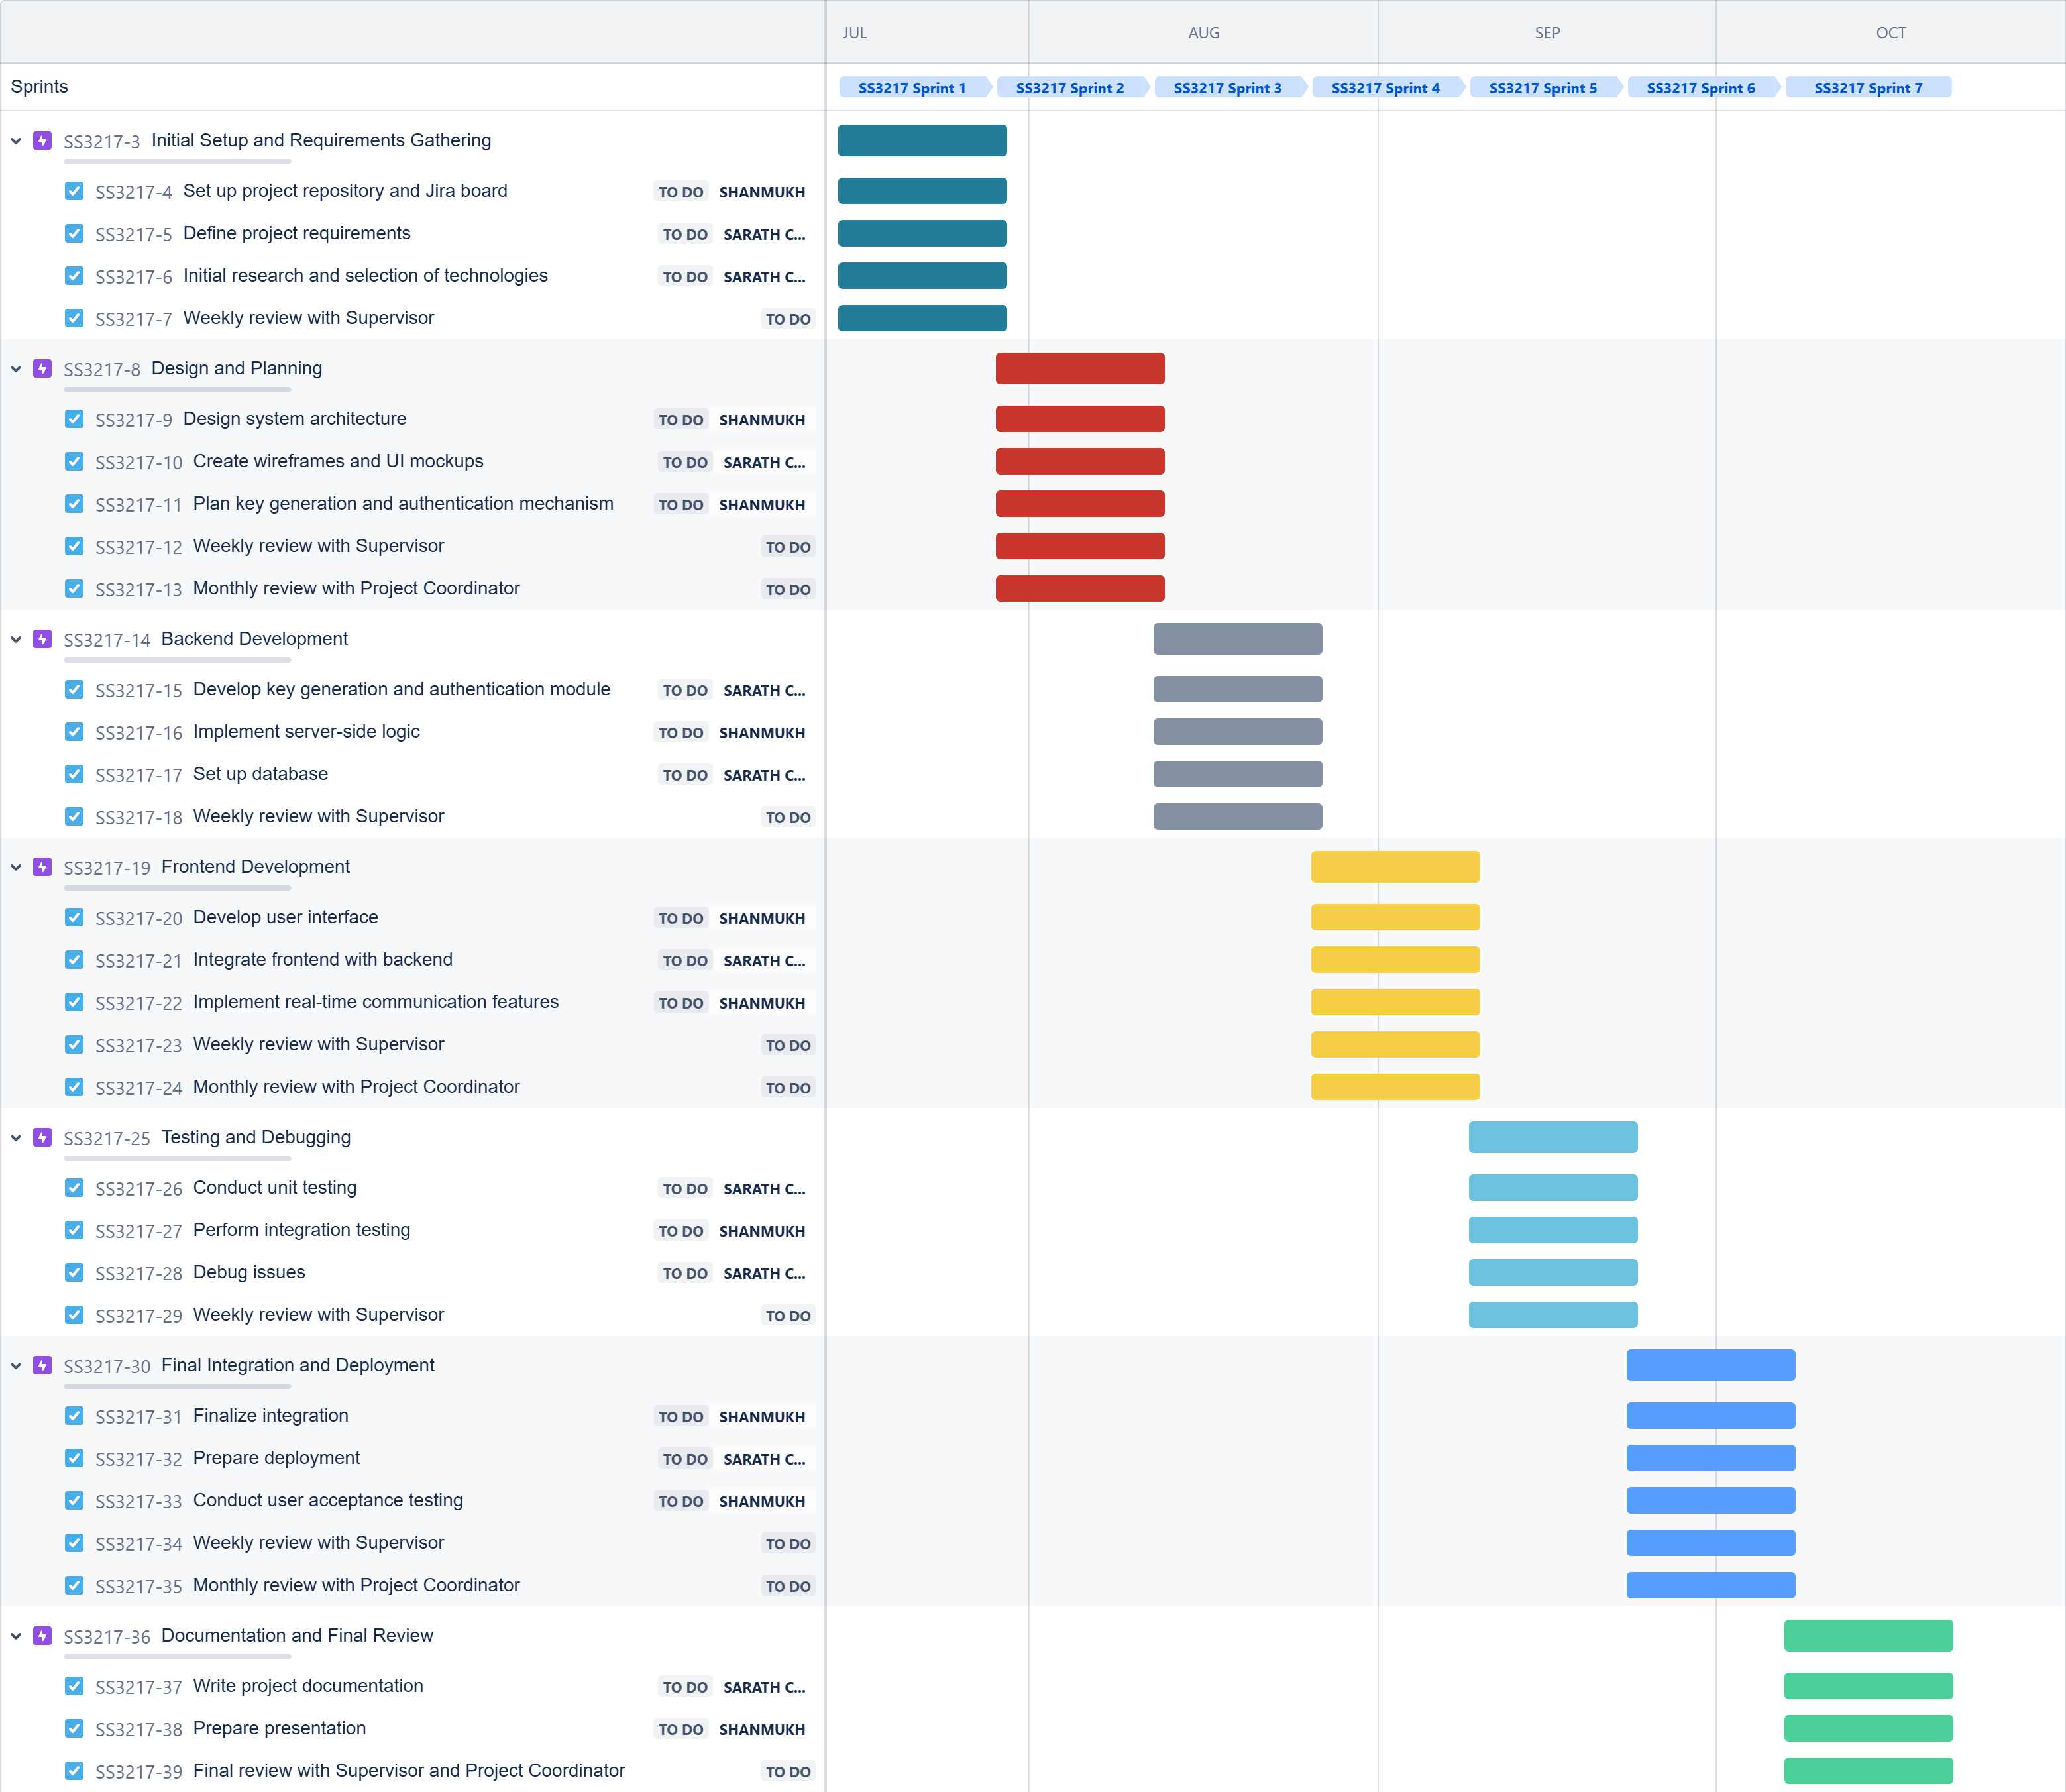 JUL AUG SEP OCT
Sprints SS3217 Sprint 1 SS3217 Sprint 2 SS3217 Sprint 3 SS3217 Sprint 4 SS3217 Sprint 5 SS3217 Sprint 6 SS3217 Sprint 7
SS3217-3 Initial Setup and Requirements Gathering
SS3217-4 Set up project repository and Jira board TO DO SHANMUKH
SS3217-5 Define project requirements TO DO SARATH C...
SS3217-6 Initial research and selection of technologies TO DO SARATH C...
SS3217-7 Weekly review with Supervisor TO DO
SS3217-8 Design and Planning
SS3217-9 Design system architecture TO DO SHANMUKH
SS3217-10 Create wireframes and UI mockups TO DO SARATH C...
SS3217-11 Plan key generation and authentication mechanism TO DO SHANMUKH
SS3217-12 Weekly review with Supervisor TO DO
SS3217-13 Monthly review with Project Coordinator TO DO
SS3217-14 Backend Development
SS3217-15 Develop key generation and authentication module TO DO SARATH C...
SS3217-16 Implement server-side logic TO DO SHANMUKH
SS3217-17 Set up database TO DO SARATH C...
SS3217-18 Weekly review with Supervisor TO DO
SS3217-19 Frontend Development
SS3217-20 Develop user interface TO DO SHANMUKH
SS3217-21 Integrate frontend with backend TO DO SARATH C...
SS3217-22 Implement real-time communication features TO DO SHANMUKH
SS3217-23 Weekly review with Supervisor TO DO
SS3217-24 Monthly review with Project Coordinator TO DO
SS3217-25 Testing and Debugging
SS3217-26 Conduct unit testing TO DO SARATH C...
SS3217-27 Perform integration testing TO DO SHANMUKH
SS3217-28 Debug issues TO DO SARATH C...
SS3217-29 Weekly review with Supervisor TO DO
SS3217-30 Final Integration and Deployment
SS3217-31 Finalize integration TO DO SHANMUKH
SS3217-32 Prepare deployment TO DO SARATH C...
SS3217-33 Conduct user acceptance testing TO DO SHANMUKH
SS3217-34 Weekly review with Supervisor TO DO
SS3217-35 Monthly review with Project Coordinator TO DO
SS3217-36 Documentation and Final Review
SS3217-37 Write project documentation TO DO SARATH C...
SS3217-38 Prepare presentation TO DO SHANMUKH
SS3217-39 Final review with Supervisor and Project Coordinator TO DO